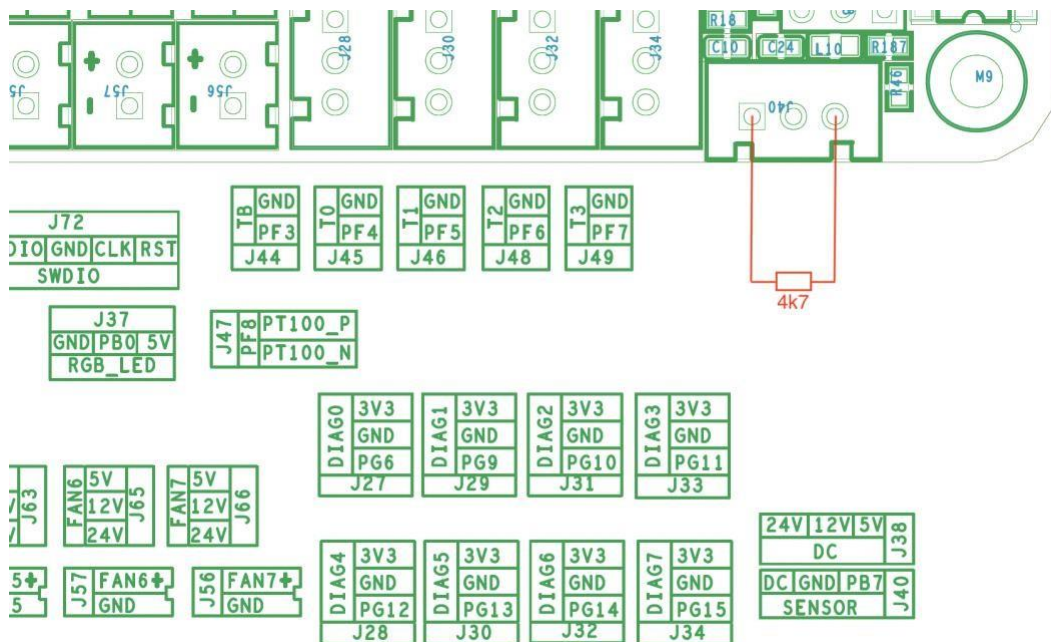 R18
J28
J30
J32
J34
C10
C24
L10
R187
R46
M9
J57
J56
J40
+
+
-
-
4k7
J72
GND CLK RST
SWDIO
TB GND
PF3
J44
T0 GND
PF4
J45
T1 GND
PF5
J46
T2 GND
PF6
J48
T3 GND
PF7
J49
J37
GND PB0 5V
RGB_LED
J47 PF8 PT100_P
PT100_N
DIAG0 3V3
GND
PG6
J27
DIAG1 3V3
GND
PG9
J29
DIAG2 3V3
GND
PG10
J31
DIAG3 3V3
GND
PG11
J33
J63
FAN6 5V J65
12V
24V
FAN7 5V J66
12V
24V
5+
5
J57 FAN6+
GND
J56 FAN7+
GND
DIAG4 3V3
GND
PG12
J28
DIAG5 3V3
GND
PG13
J30
DIAG6 3V3
GND
PG14
J32
DIAG7 3V3
GND
PG15
J34
24V 12V 5V J38
DC
DC GND PB7 J40
SENSOR